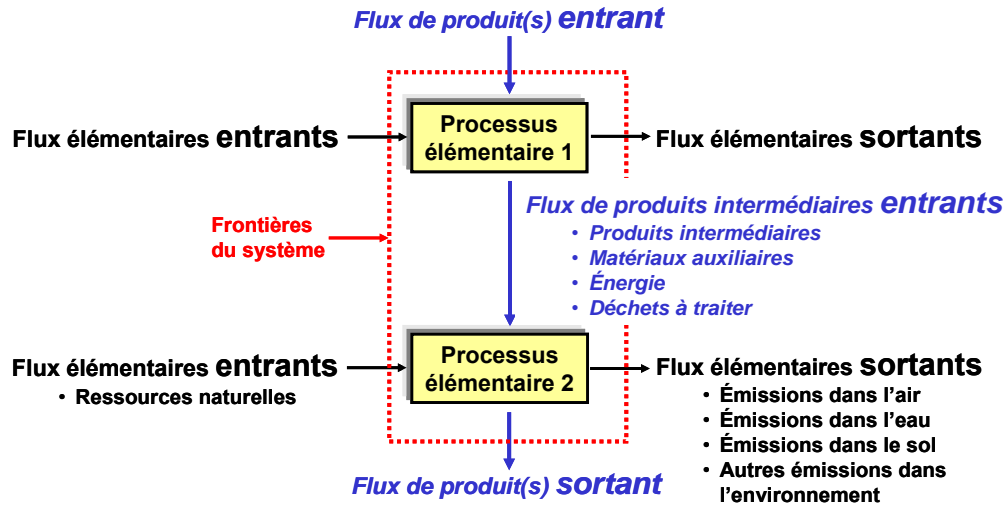 Flux de produit(s) entrant
Flux élémentaires entrants
Processus
élémentaire 1
Flux élémentaires sortants
Flux de produits intermédiaires entrants
• Produits intermédiaires
• Matériaux auxiliaires
• Énergie
• Déchets à traiter
Frontières
du système
Flux élémentaires entrants
• Ressources naturelles
Processus
élémentaire 2
Flux élémentaires sortants
• Émissions dans l'air
• Émissions dans l'eau
• Émissions dans le sol
• Autres émissions dans
l'environnement
Flux de produit(s) sortant